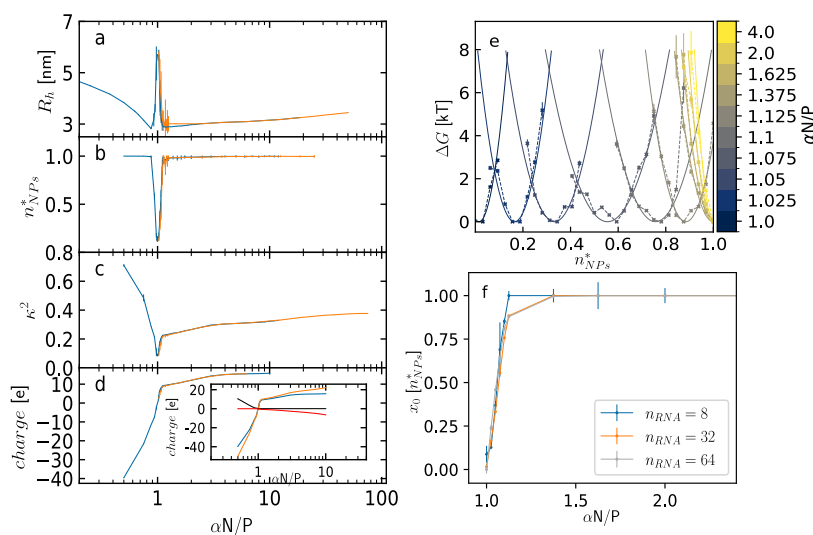 a
R_h [nm]
7
5
3
b
n*_NPs
1.0
0.5
0.8
c
κ²
0.6
0.4
0.2
0.0
d
charge [e]
10
0
−10
−20
−30
−40
1
10
100
αN/P
20
0
−20
−40
charge [e]
1
10
αN/P
e
ΔG [kT]
8
6
4
2
0
0.0 0.2 0.4 0.6 0.8 1.0
n*_NPs
4.0
2.0
1.625
1.375
1.1
1.075
1.05
1.025
1.0
αN/P
f
x₀ [n*_NPs]
1.00
0.75
0.50
0.25
0.00
n_RNA = 8
n_RNA = 32
n_RNA = 64
1.0 1.5 2.0
αN/P